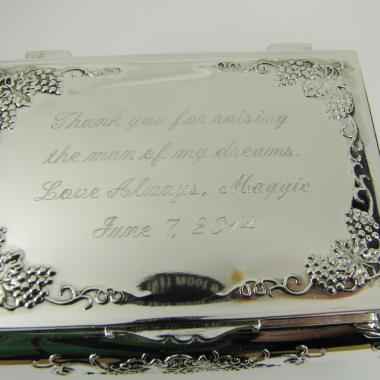 Thank you for raising
the man of my dreams.
Love Always, Maggie
June 7, 2014